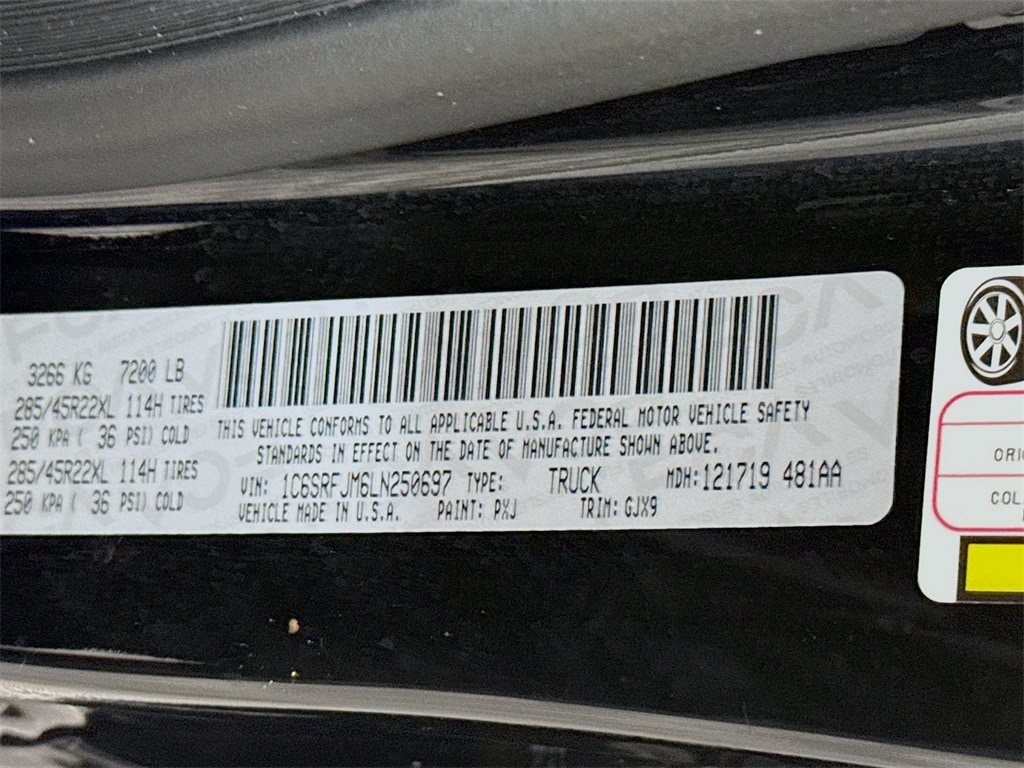 3266 KG 7200 LB
285/45R22XL 114H TIRES
250 KPA ( 36 PSI) COLD
285/45R22XL 114H TIRES
250 KPA ( 36 PSI) COLD
THIS VEHICLE CONFORMS TO ALL APPLICABLE U.S.A. FEDERAL MOTOR VEHICLE SAFETY
STANDARDS IN EFFECT ON THE DATE OF MANUFACTURE SHOWN ABOVE.
VIN: 1C6SRFJM6LN250697 TYPE: TRUCK MDH:121719 481AA
VEHICLE MADE IN U.S.A. PAINT: PXJ TRIM: GJX9
ORI
COL